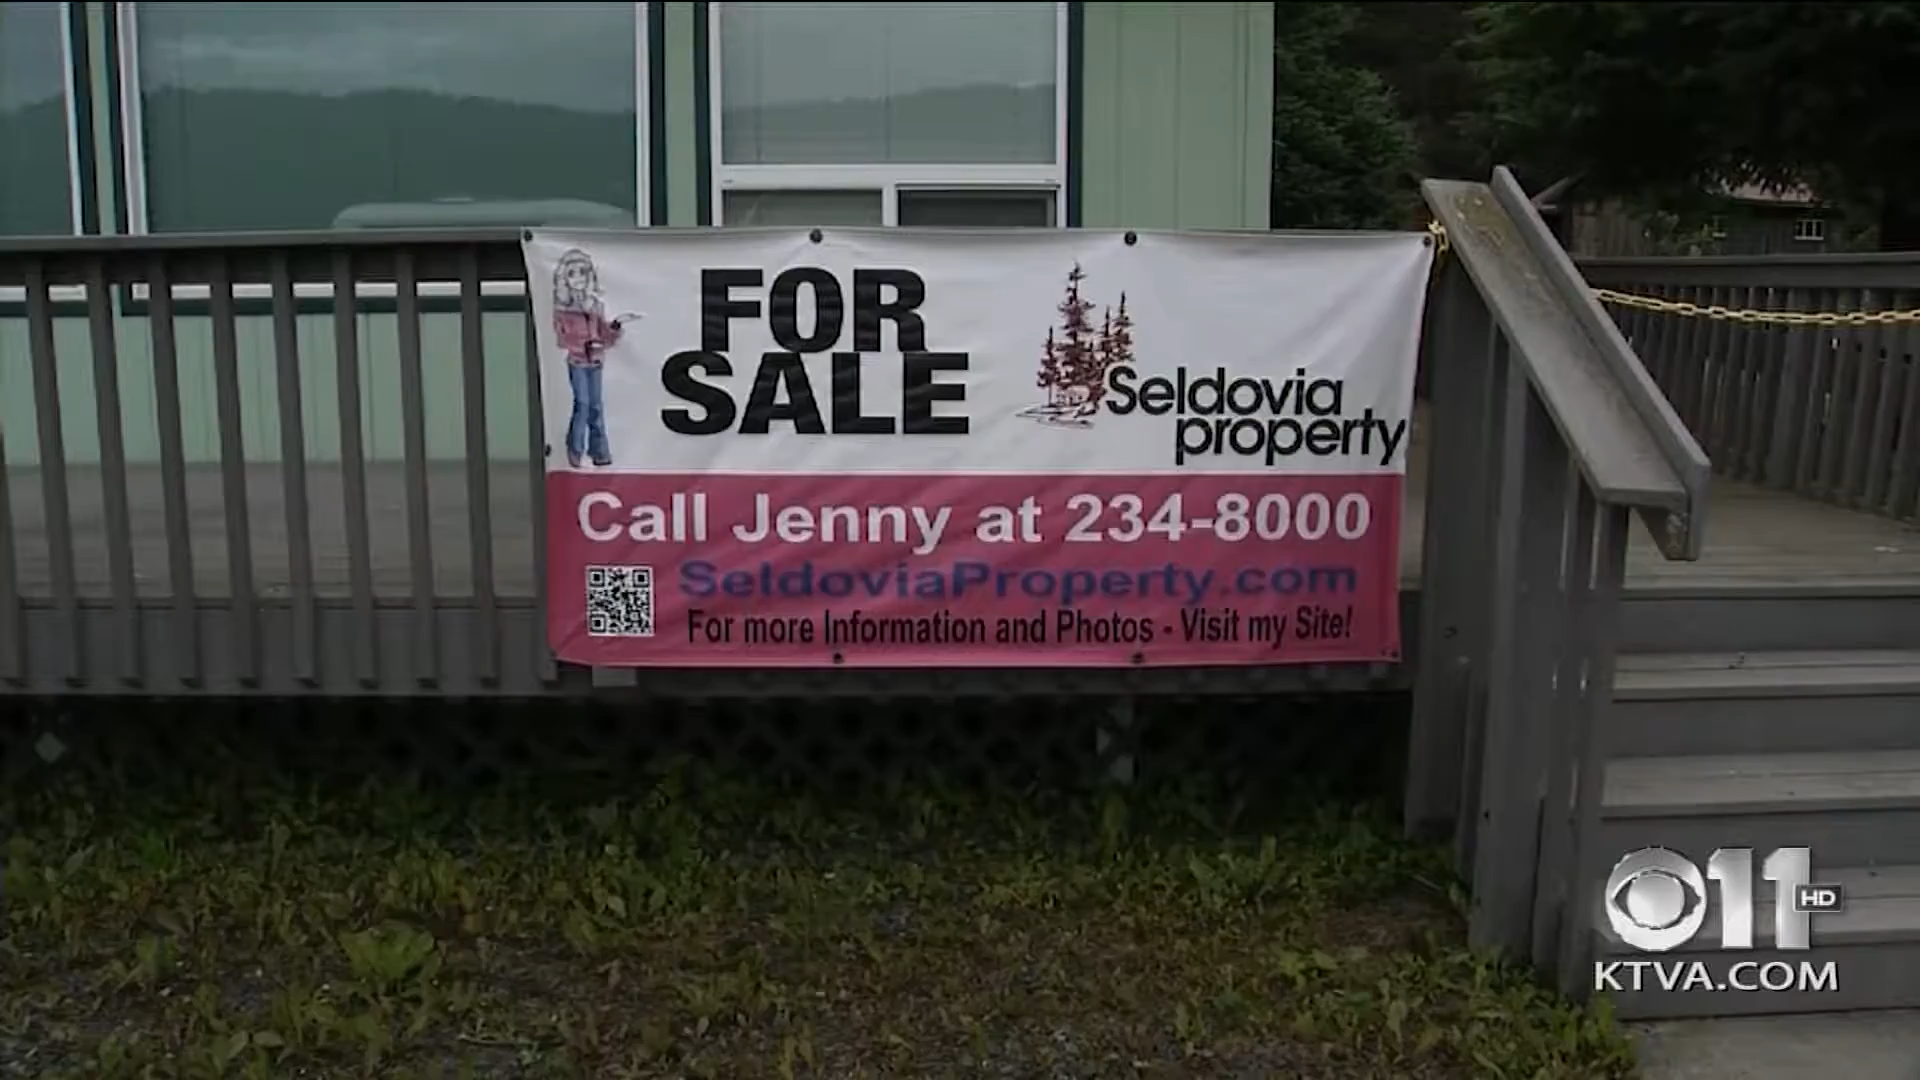 FOR
SALE
Seldovia
property
Call Jenny at 234-8000
SeldoviaProperty.com
For more Information and Photos - Visit my Site!
11 HD
KTVA.COM